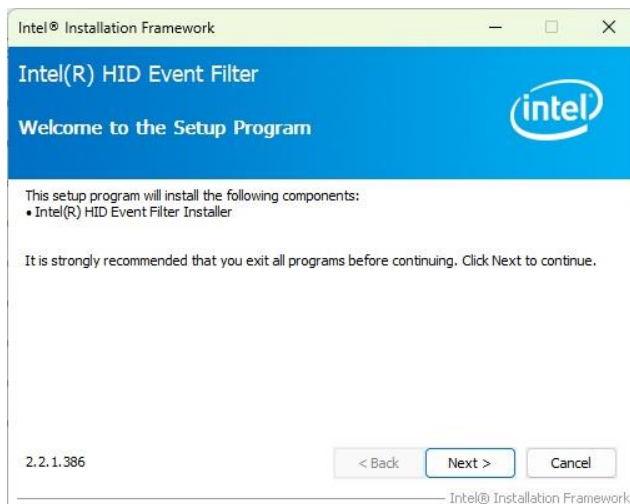 Intel® Installation Framework
Intel(R) HID Event Filter
Welcome to the Setup Program
intel
This setup program will install the following components:
• Intel(R) HID Event Filter Installer
It is strongly recommended that you exit all programs before continuing. Click Next to continue.
2.2.1.386
< Back
Next >
Cancel
Intel® Installation Framework